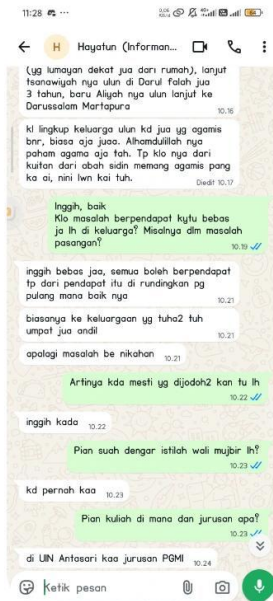 11:28
Hayatun (Informan...
(yg lumayan dekat jua dari rumah), lanjut
tsanawiyah nya ulun di Darul falah jua
3 tahun, baru Aliyah nya ulun lanjut ke
Darussalam Martapura
10.16
kl lingkup keluarga ulun kd jua yg agamis
bnr, biasa aja juaa. Alhamdulillah nya
paham agama aja tah. Tp klo nya dari
kuitan dari abah sidin memang agamis pang
ka ai, nini lwn kai tuh.
Diedit 10.17
Inggih, baik
Klo masalah berpendapat kytu bebas
ja lh di keluarga? Misalnya dlm masalah
pasangan?
10.19
inggih bebas jaa, semua boleh berpendapat
tp dari pendapat itu di rundingkan pg
pulang mana baik nya
10.21
biasanya ke keluargaan yg tuha2 tuh
umpat jua andil
10.21
apalagi masalah be nikahan
10.21
Artinya kda mesti yg dijodoh2 kan tu lh
10.22
inggih kada
10.22
Pian suah dengar istilah wali mujbir lh?
10.23
kd pernah kaa
10.23
Pian kuliah di mana dan jurusan apa?
10.23
di UIN Antasari kaa jurusan PGMI
10.24
Ketik pesan